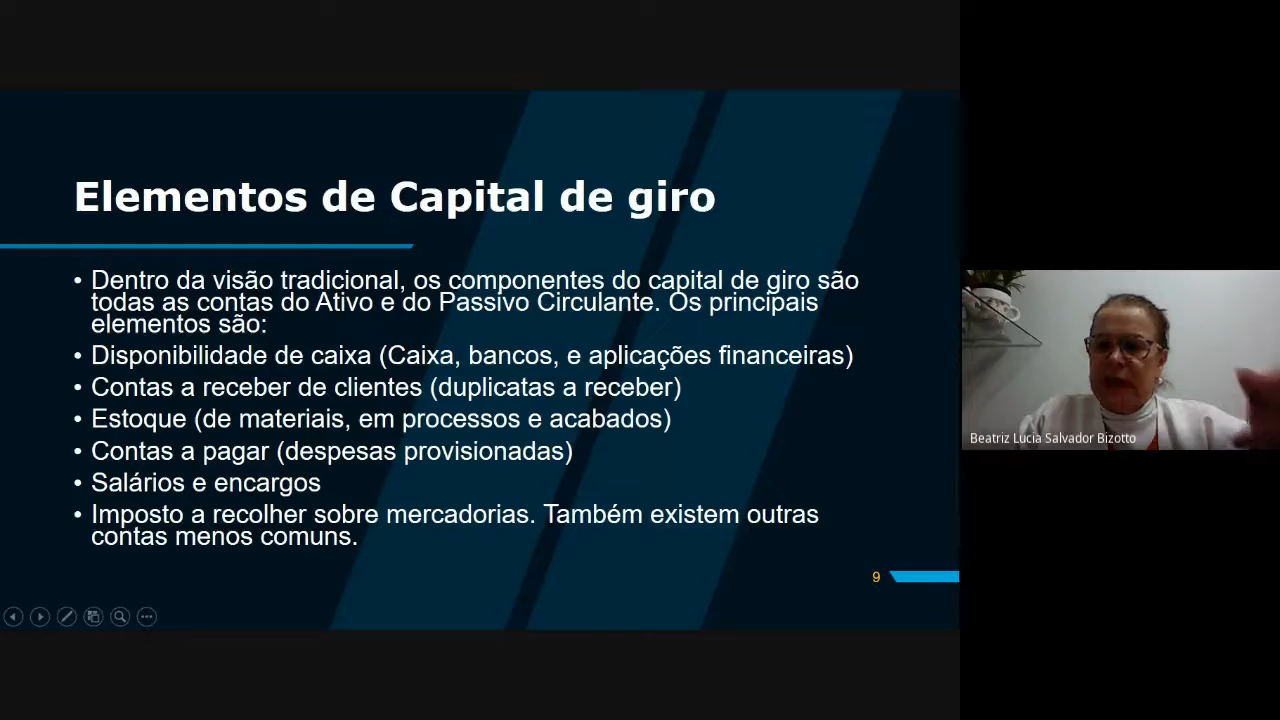 Elementos de Capital de giro
• Dentro da visão tradicional, os componentes do capital de giro são
todas as contas do Ativo e do Passivo Circulante. Os principais
elementos são:
• Disponibilidade de caixa (Caixa, bancos, e aplicações financeiras)
• Contas a receber de clientes (duplicatas a receber)
• Estoque (de materiais, em processos e acabados)
• Contas a pagar (despesas provisionadas)
• Salários e encargos
• Imposto a recolher sobre mercadorias. Também existem outras
contas menos comuns.
9
Beatriz Lucia Salvador Bizotto